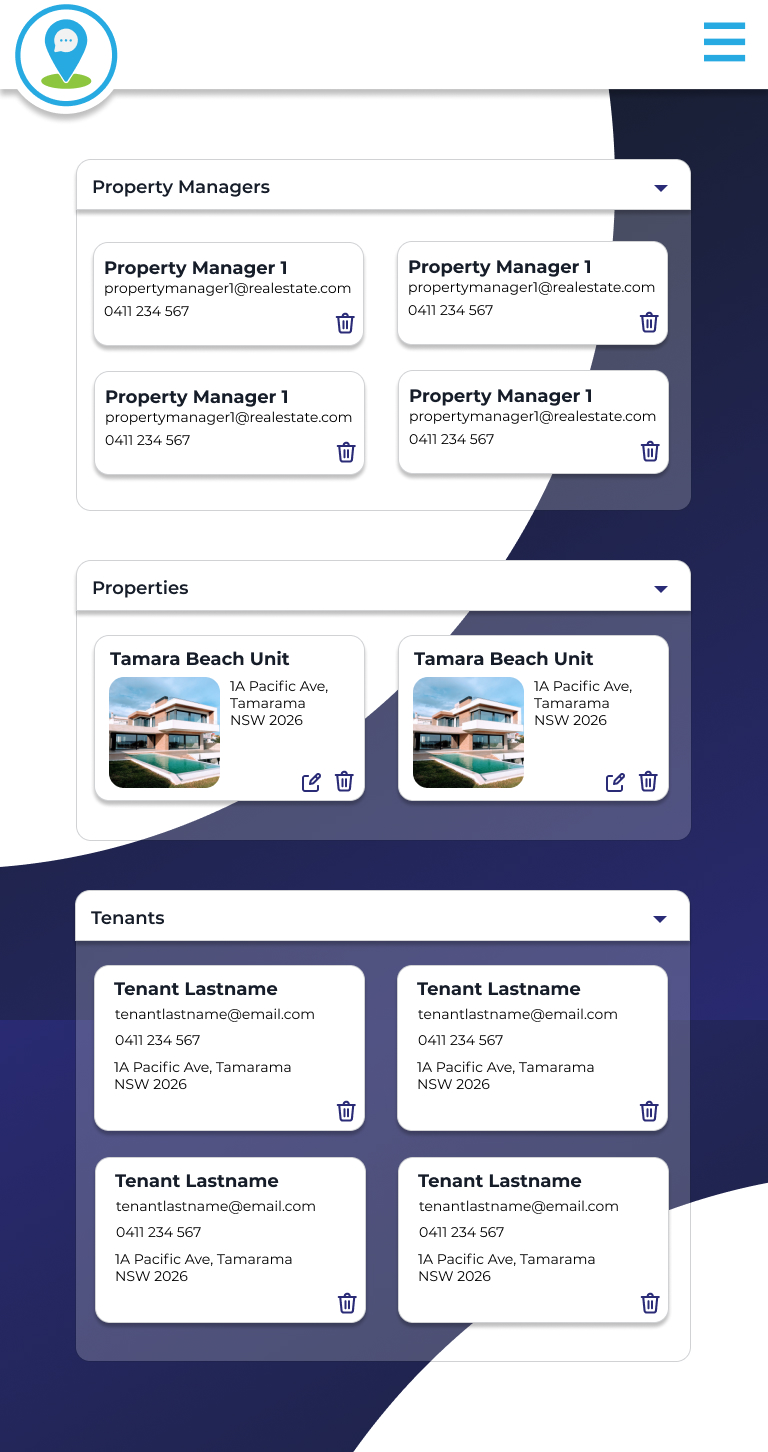 Property Managers
Property Manager 1
propertymanager1@realestate.com
0411 234 567
Property Manager 1
propertymanager1@realestate.com
0411 234 567
Property Manager 1
propertymanager1@realestate.com
0411 234 567
Property Manager 1
propertymanager1@realestate.com
0411 234 567
Properties
Tamara Beach Unit
1A Pacific Ave,
Tamarama
NSW 2026
Tamara Beach Unit
1A Pacific Ave,
Tamarama
NSW 2026
Tenants
Tenant Lastname
tenantlastname@email.com
0411 234 567
1A Pacific Ave, Tamarama
NSW 2026
Tenant Lastname
tenantlastname@email.com
0411 234 567
1A Pacific Ave, Tamarama
NSW 2026
Tenant Lastname
tenantlastname@email.com
0411 234 567
1A Pacific Ave, Tamarama
NSW 2026
Tenant Lastname
tenantlastname@email.com
0411 234 567
1A Pacific Ave, Tamarama
NSW 2026